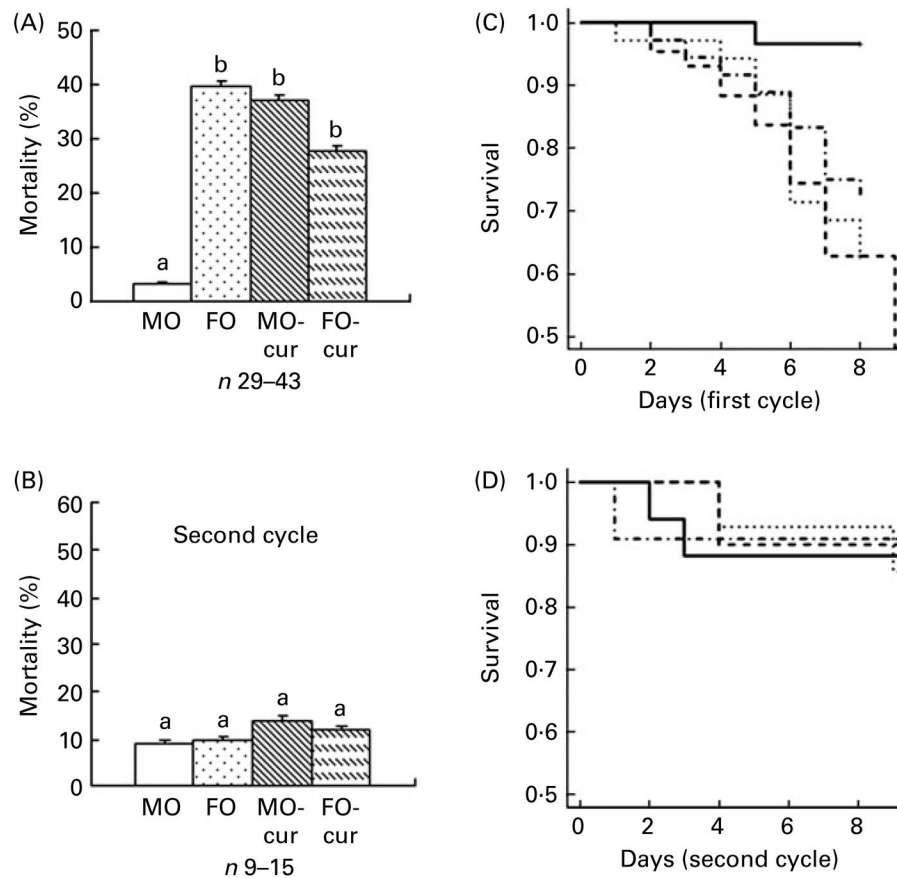 (A)
50
40
30
20
10
0
Mortality (%)
a
b
b
b
MO FO MO-cur FO-cur
n 29–43
(C)
1·0
0·9
0·8
0·7
0·6
0·5
Survival
0 2 4 6 8
Days (first cycle)
(B)
60
50
40
30
20
10
0
Mortality (%)
Second cycle
a a a a
MO FO MO-cur FO-cur
n 9–15
(D)
1·0
0·9
0·8
0·7
0·6
0·5
Survival
0 2 4 6 8
Days (second cycle)